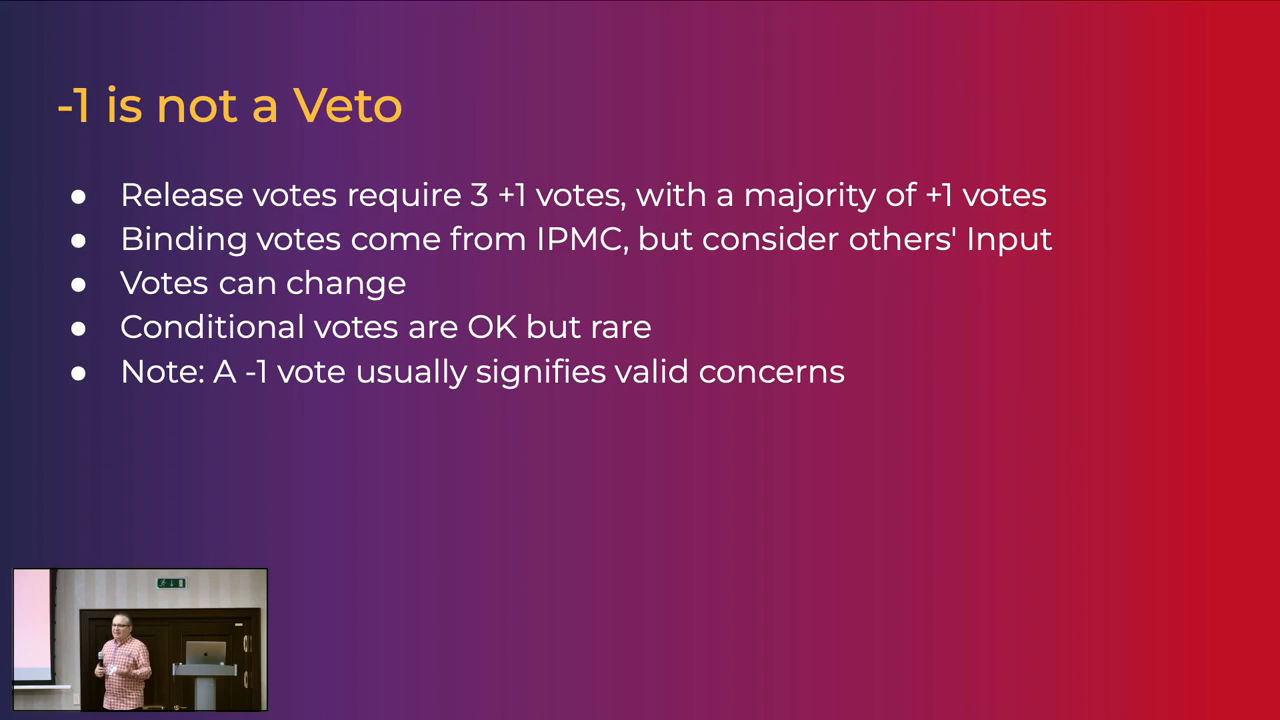 -1 is not a Veto
● Release votes require 3 +1 votes, with a majority of +1 votes
● Binding votes come from IPMC, but consider others' Input
● Votes can change
● Conditional votes are OK but rare
● Note: A -1 vote usually signifies valid concerns